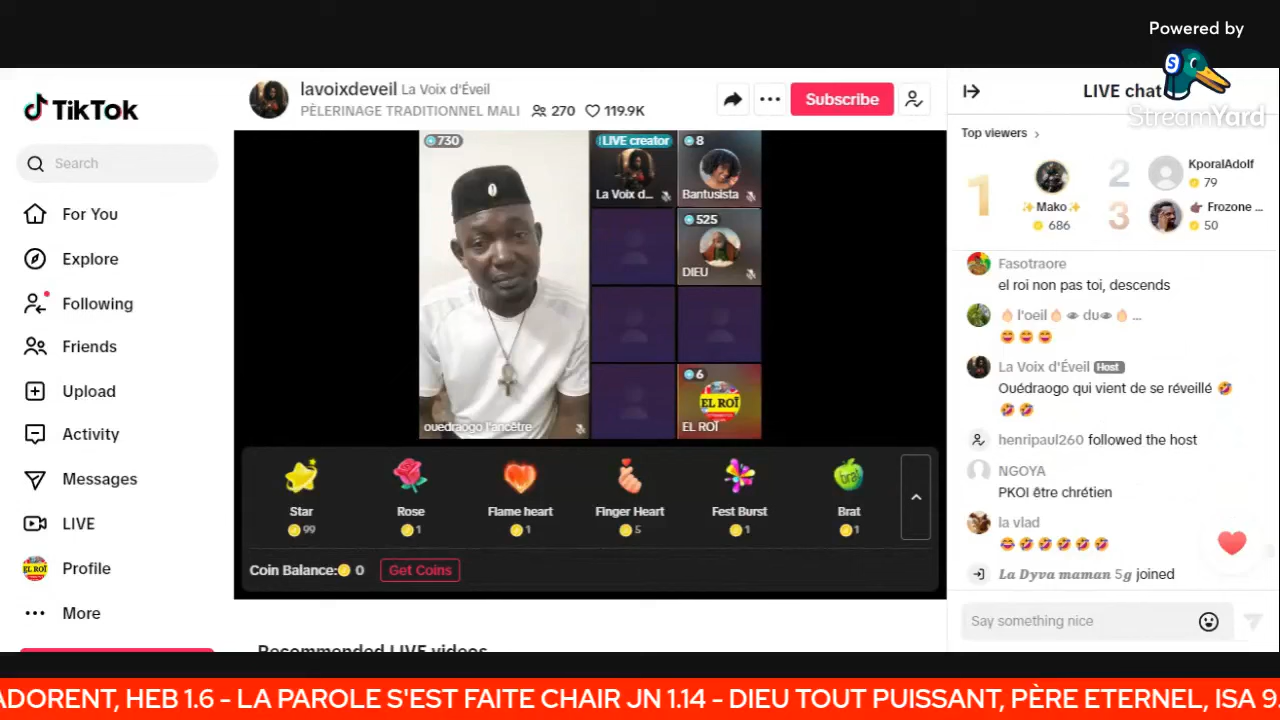 Powered by
StreamYard
TikTok
Search
For You
Explore
Following
Friends
Upload
Activity
Messages
LIVE
EL ROÏ
Profile
More
lavoixdeveil La Voix d'Éveil
PÈLERINAGE TRADITIONNEL MALI 270 119.9K
Subscribe
730
ouedraogo l'ancêtre
LIVE creator
La Voix d...
8
Bantusista
525
DIEU
6
EL ROÏ
EL ROÏ
Star
99
Rose
1
Flame heart
1
Finger Heart
5
Fest Burst
1
brat
Brat
1
Coin Balance: 0
Get Coins
Recommended LIVE videos
LIVE chat
Top viewers >
1
✨Mako✨
686
2
KporalAdolf
79
3
Frozone ...
50
Fasotraore
el roi non pas toi, descends
l'oeil du ...
😄😄😄
La Voix d'Éveil Host
Ouédraogo qui vient de se réveillé 🤣
🤣🤣
henripaul260 followed the host
NGOYA
PKOI être chrétien
la vlad
😂🤣🤣🤣🤣🤣
La Dyva maman 5g joined
Say something nice
ADORENT, HEB 1.6 - LA PAROLE S'EST FAITE CHAIR JN 1.14 - DIEU TOUT PUISSANT, PÈRE ETERNEL, ISA 9.